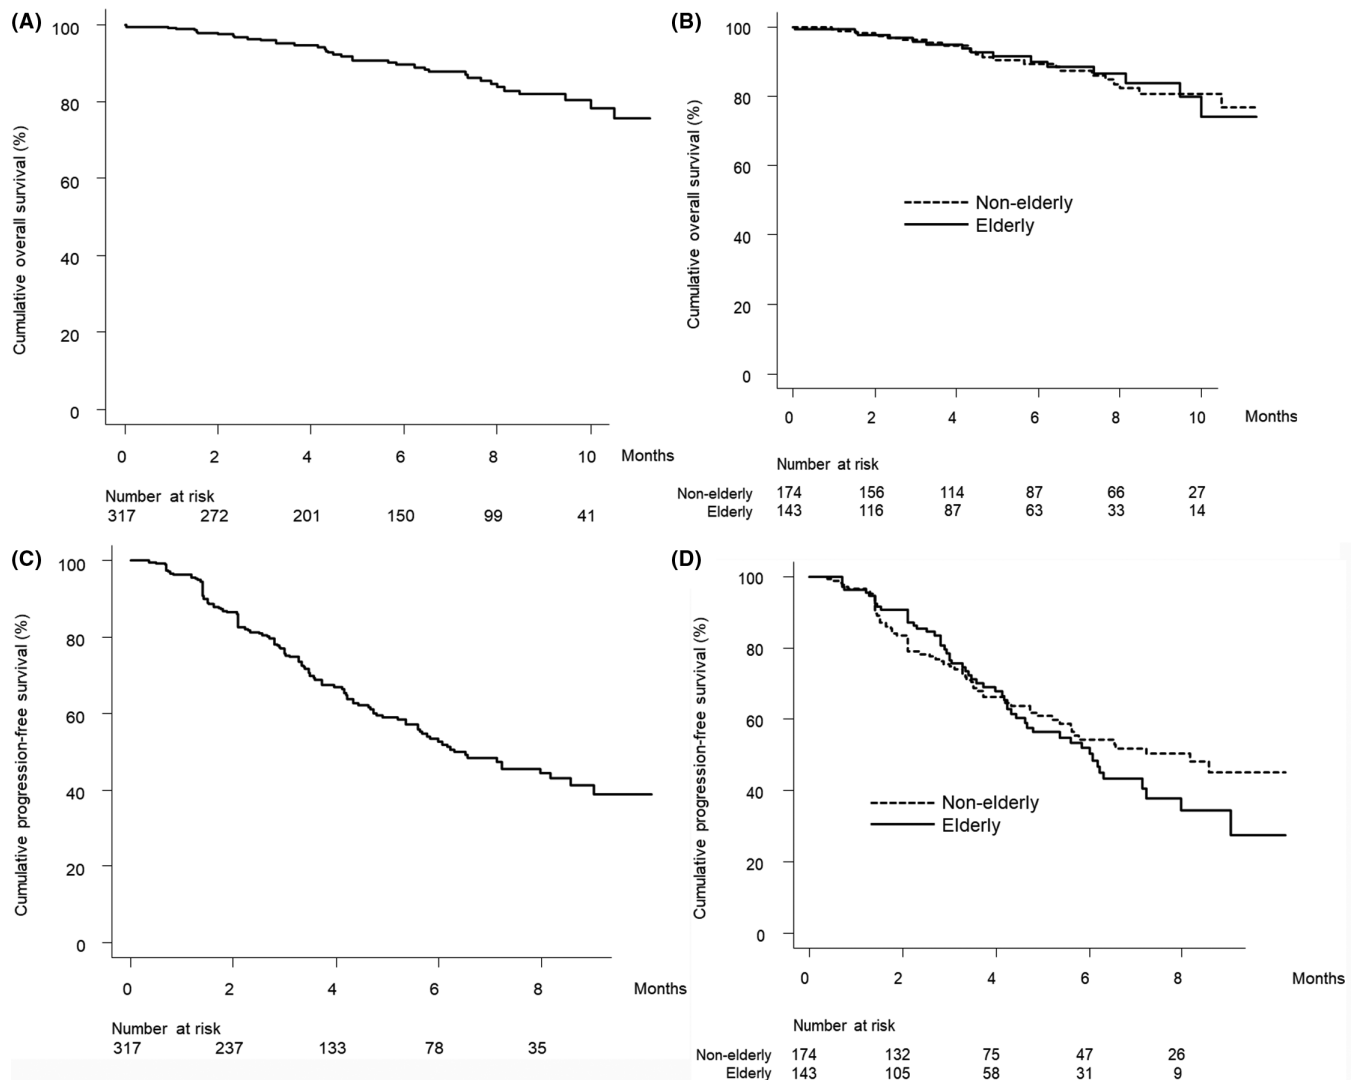 (A)
Cumulative overall survival (%)
100
80
60
40
20
0
0 2 4 6 8 10 Months
Number at risk
317 272 201 150 99 41
(B)
Cumulative overall survival (%)
100
80
60
40
20
0
Non-elderly
Elderly
0 2 4 6 8 10 Months
Number at risk
Non-elderly 174 156 114 87 66 27
Elderly 143 116 87 63 33 14
(C)
Cumulative progression-free survival (%)
100
80
60
40
20
0
0 2 4 6 8 Months
Number at risk
317 237 133 78 35
(D)
Cumulative progression-free survival (%)
100
80
60
40
20
0
Non-elderly
Elderly
0 2 4 6 8 Months
Number at risk
Non-elderly 174 132 75 47 26
Elderly 143 105 58 31 9